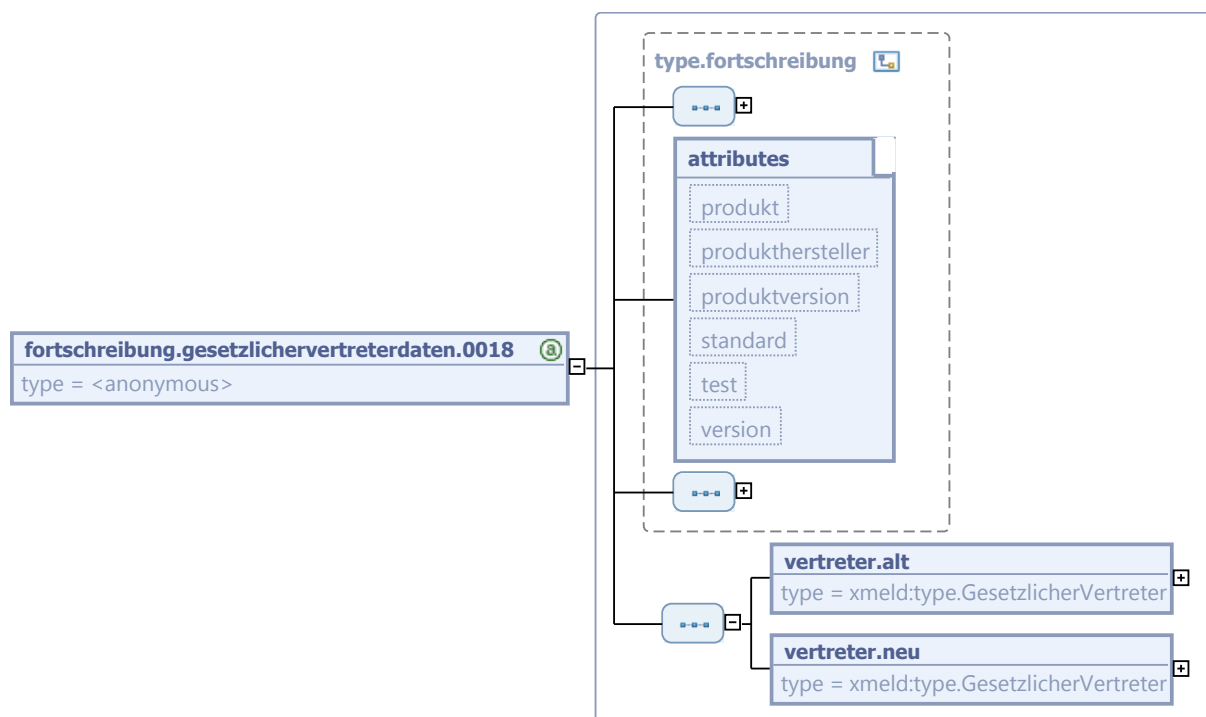 type.fortschreibung
attributes
produkt
produkthersteller
produktversion
standard
test
version
fortschreibung.gesetzlichervertreterdaten.0018 a
type = <anonymous>
vertreter.alt
type = xmeld:type.GesetzlicherVertreter
vertreter.neu
type = xmeld:type.GesetzlicherVertreter